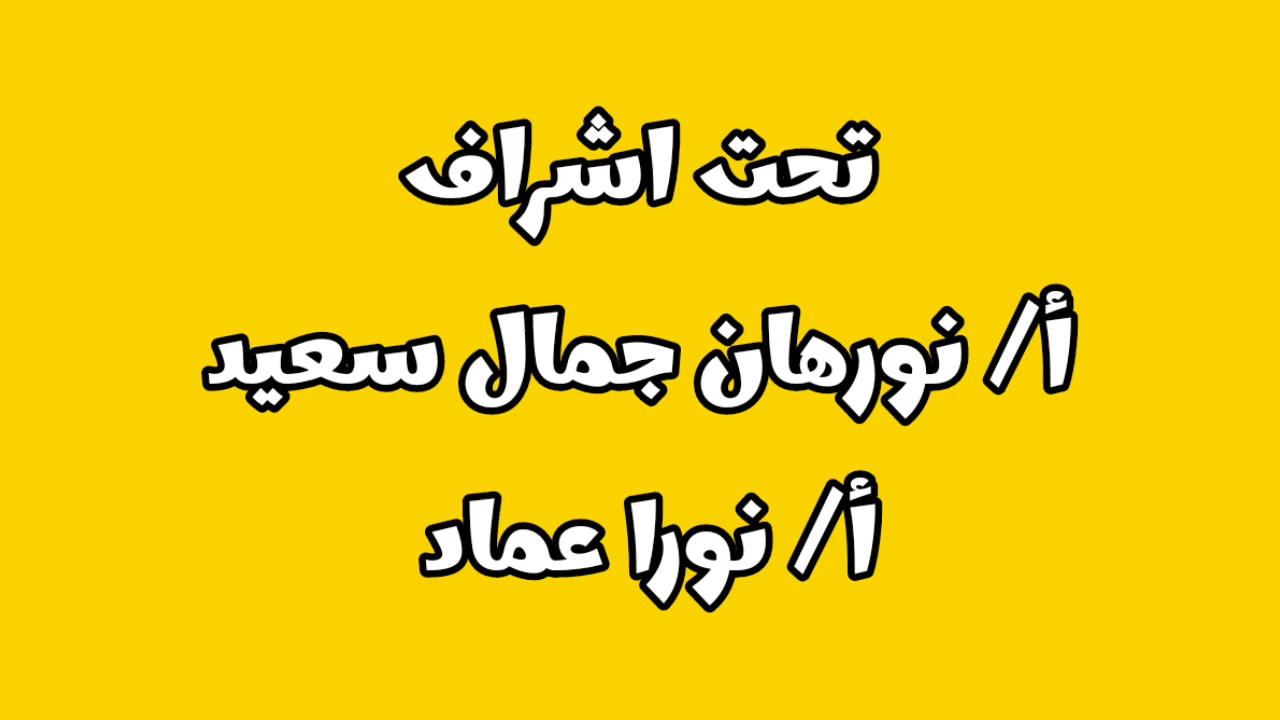 تحت اشراف
أ/ نورهان جمال سعيد
أ/ نورا عماد